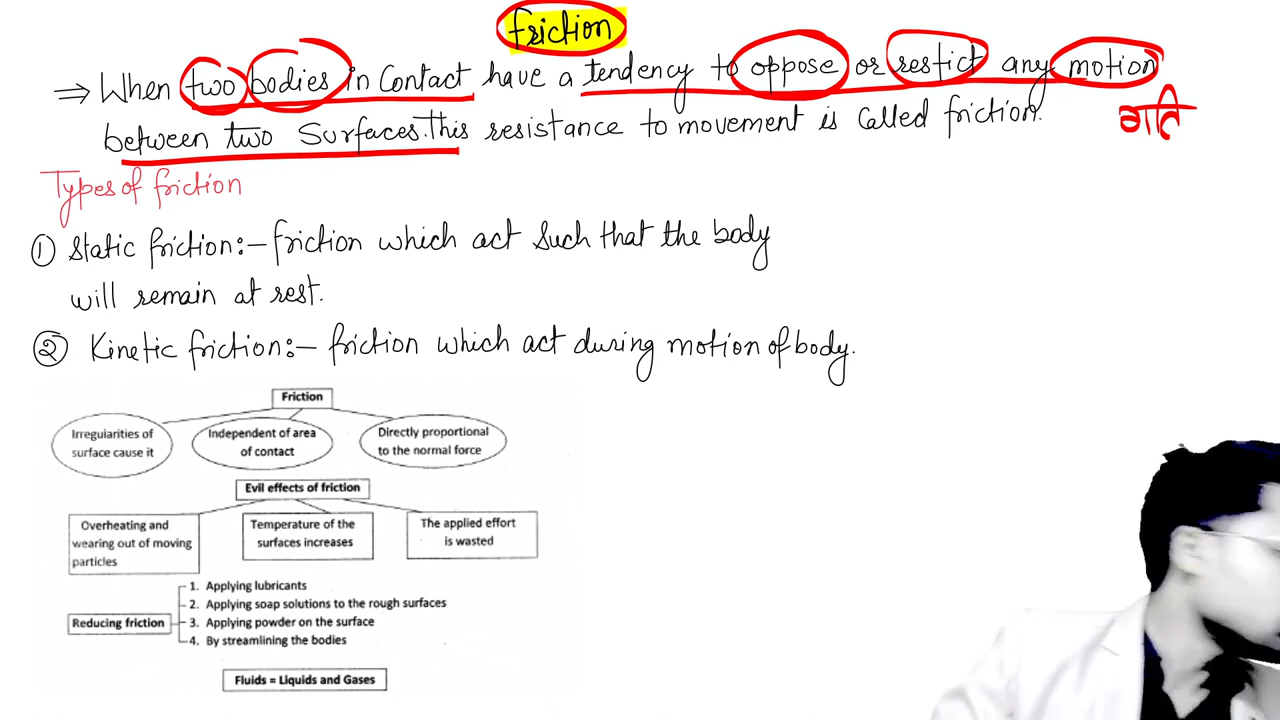 friction
⇒ When two bodies in Contact have a tendency to oppose or restict any motion
गति
between two Surfaces. This resistance to movement is called friction.
Types of friction
① Static friction:- friction which act such that the body
will remain at rest.
② Kinetic friction:- friction which act during motion of body.
Friction
Irregularities of
surface cause it
Independent of area
of contact
Directly proportional
to the normal force
Evil effects of friction
Overheating and
wearing out of moving
particles
Temperature of the
surfaces increases
The applied effort
is wasted
Reducing friction
1. Applying lubricants
2. Applying soap solutions to the rough surfaces
3. Applying powder on the surface
4. By streamlining the bodies
Fluids = Liquids and Gases